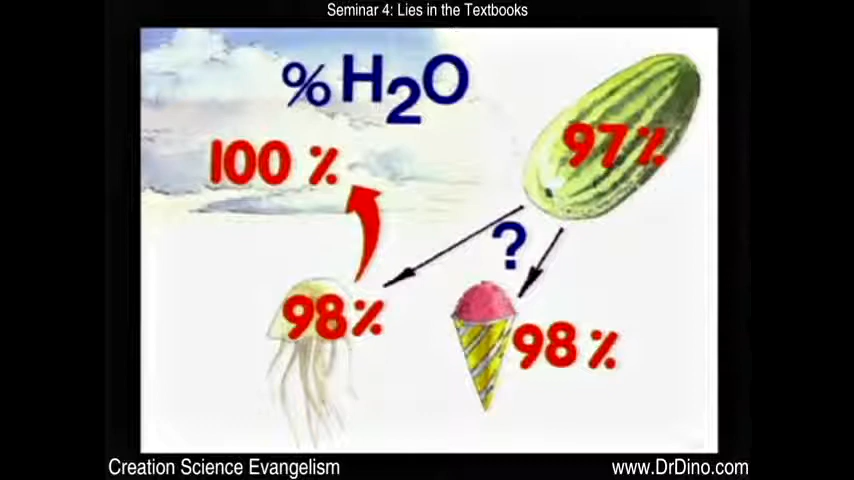 Seminar 4: Lies in the Textbooks
% H2O
97%
100 %
?
98%
98 %
Creation Science Evangelism
www.DrDino.com